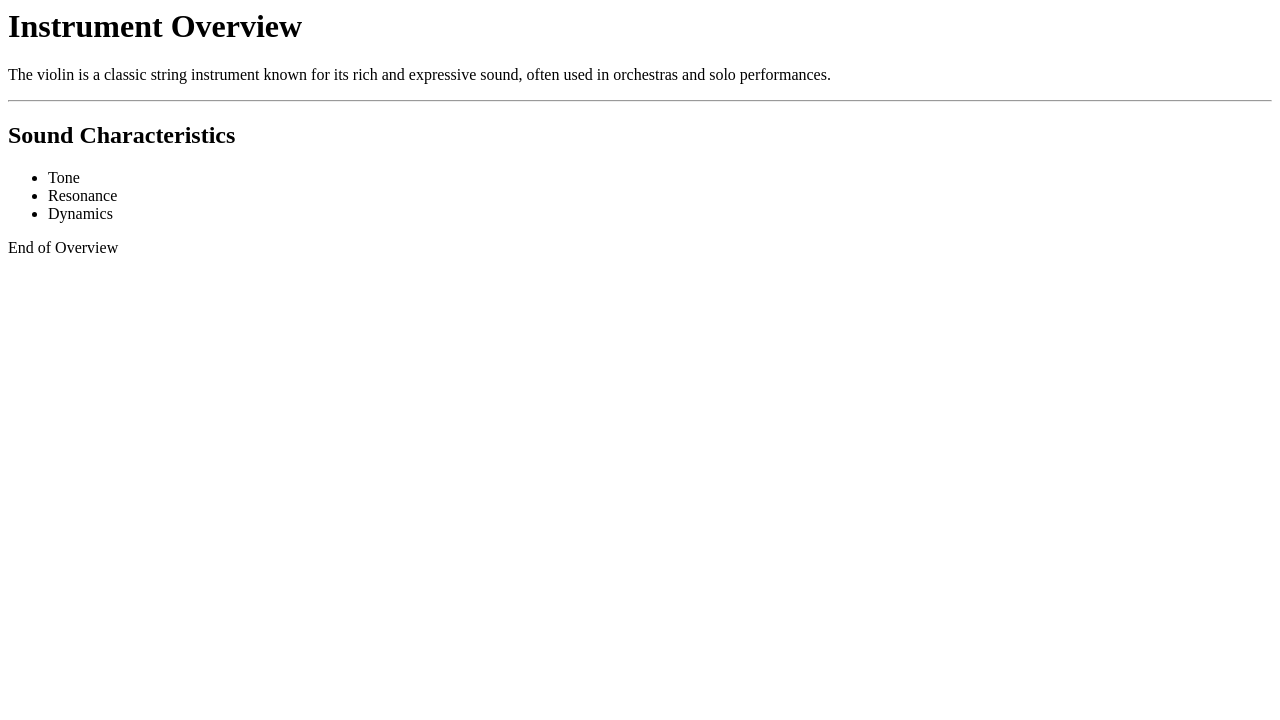 Instrument Overview
The violin is a classic string instrument known for its rich and expressive sound, often used in orchestras and solo performances.
Sound Characteristics
Tone
Resonance
Dynamics
End of Overview